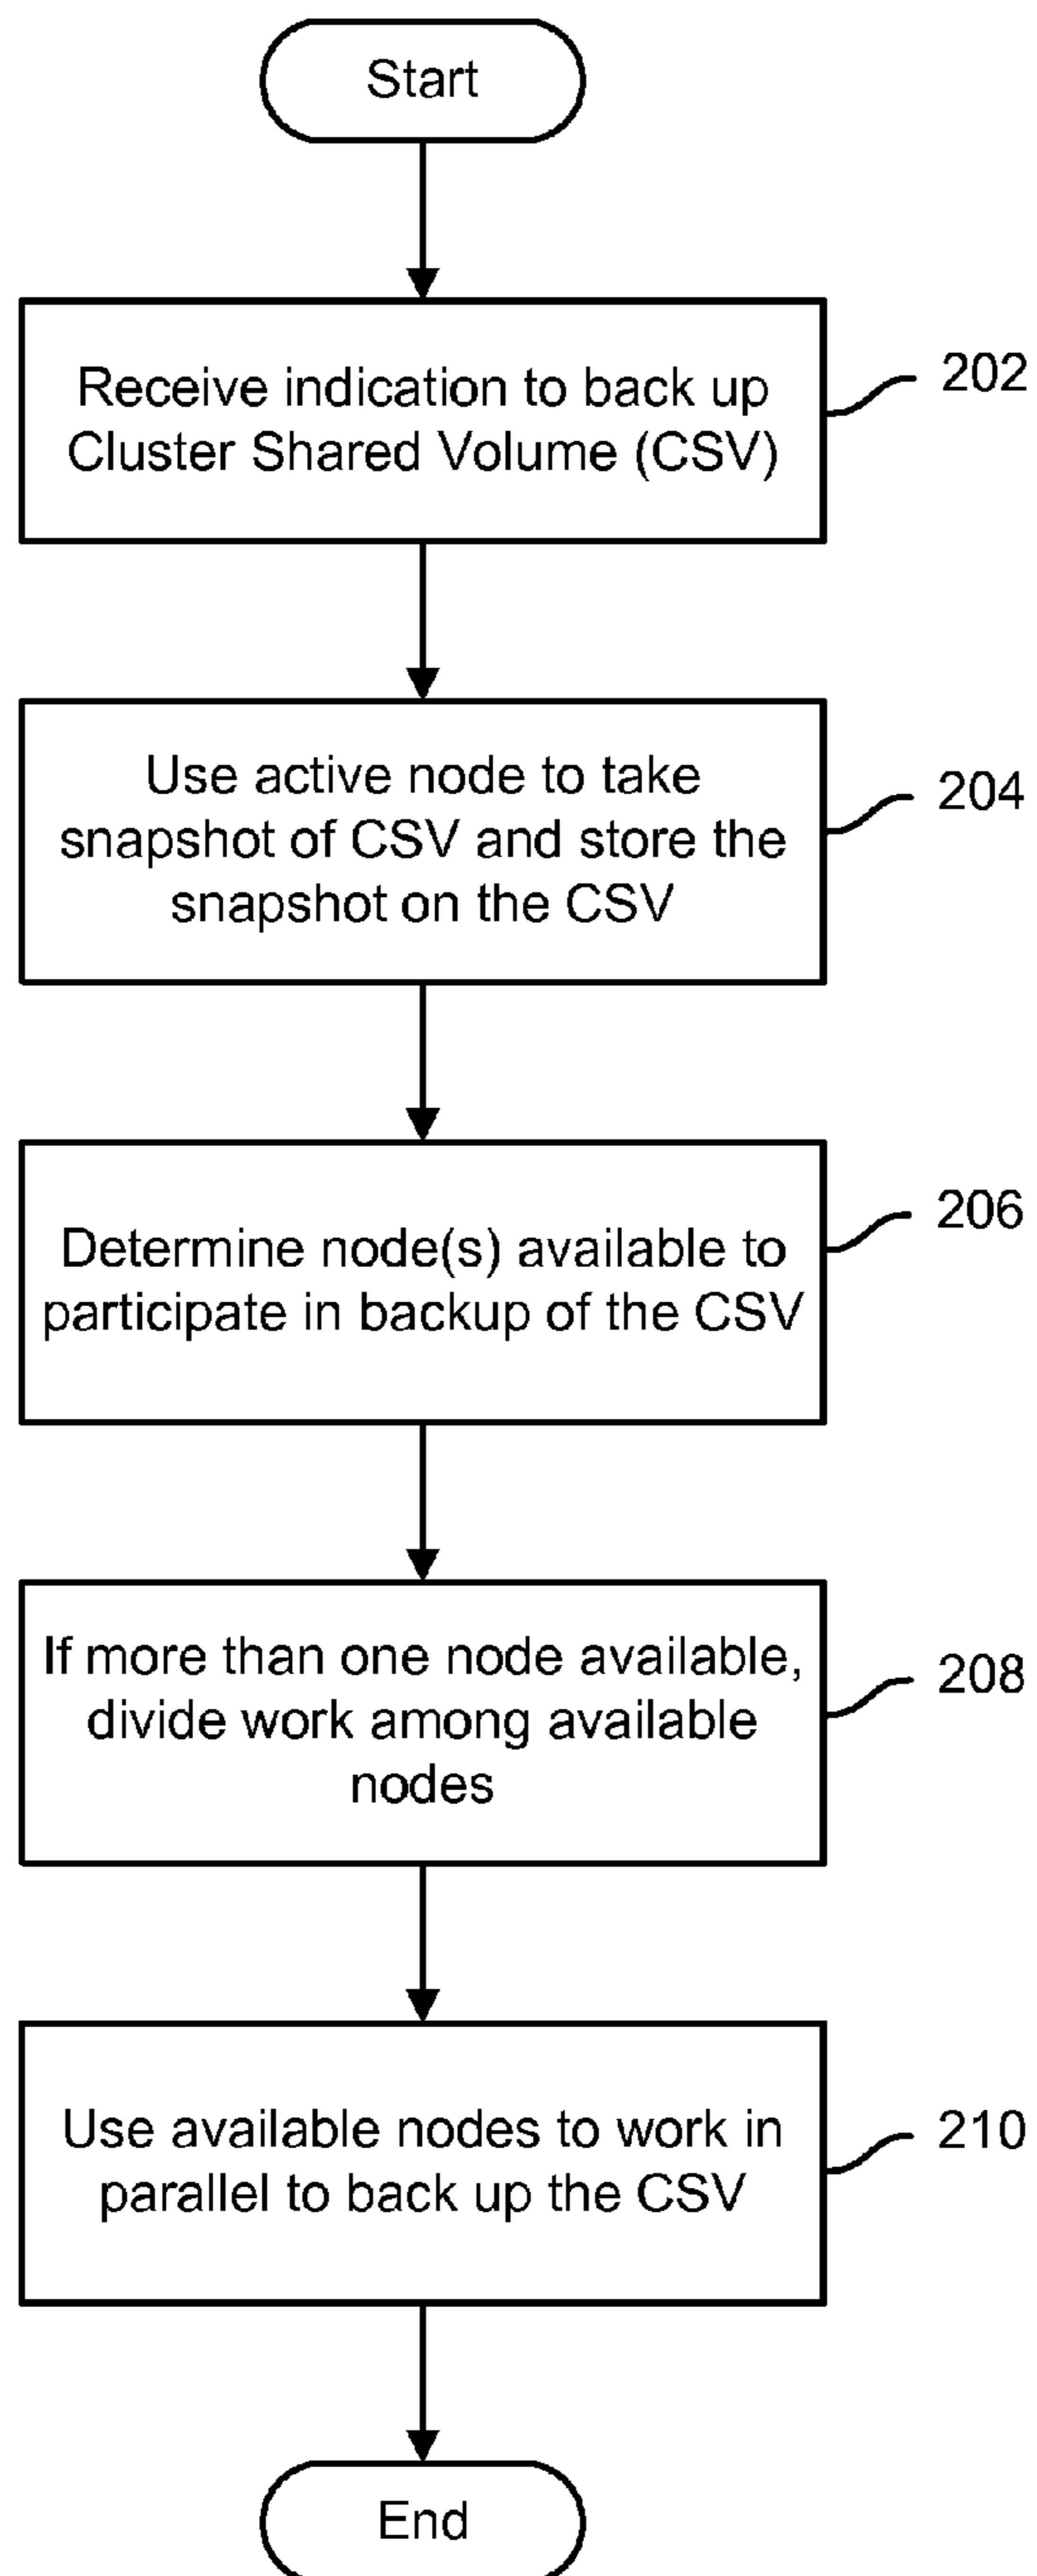 Start
Receive indication to back up
Cluster Shared Volume (CSV)
202
Use active node to take
snapshot of CSV and store the
snapshot on the CSV
204
Determine node(s) available to
participate in backup of the CSV
206
If more than one node available,
divide work among available
nodes
208
Use available nodes to work in
parallel to back up the CSV
210
End